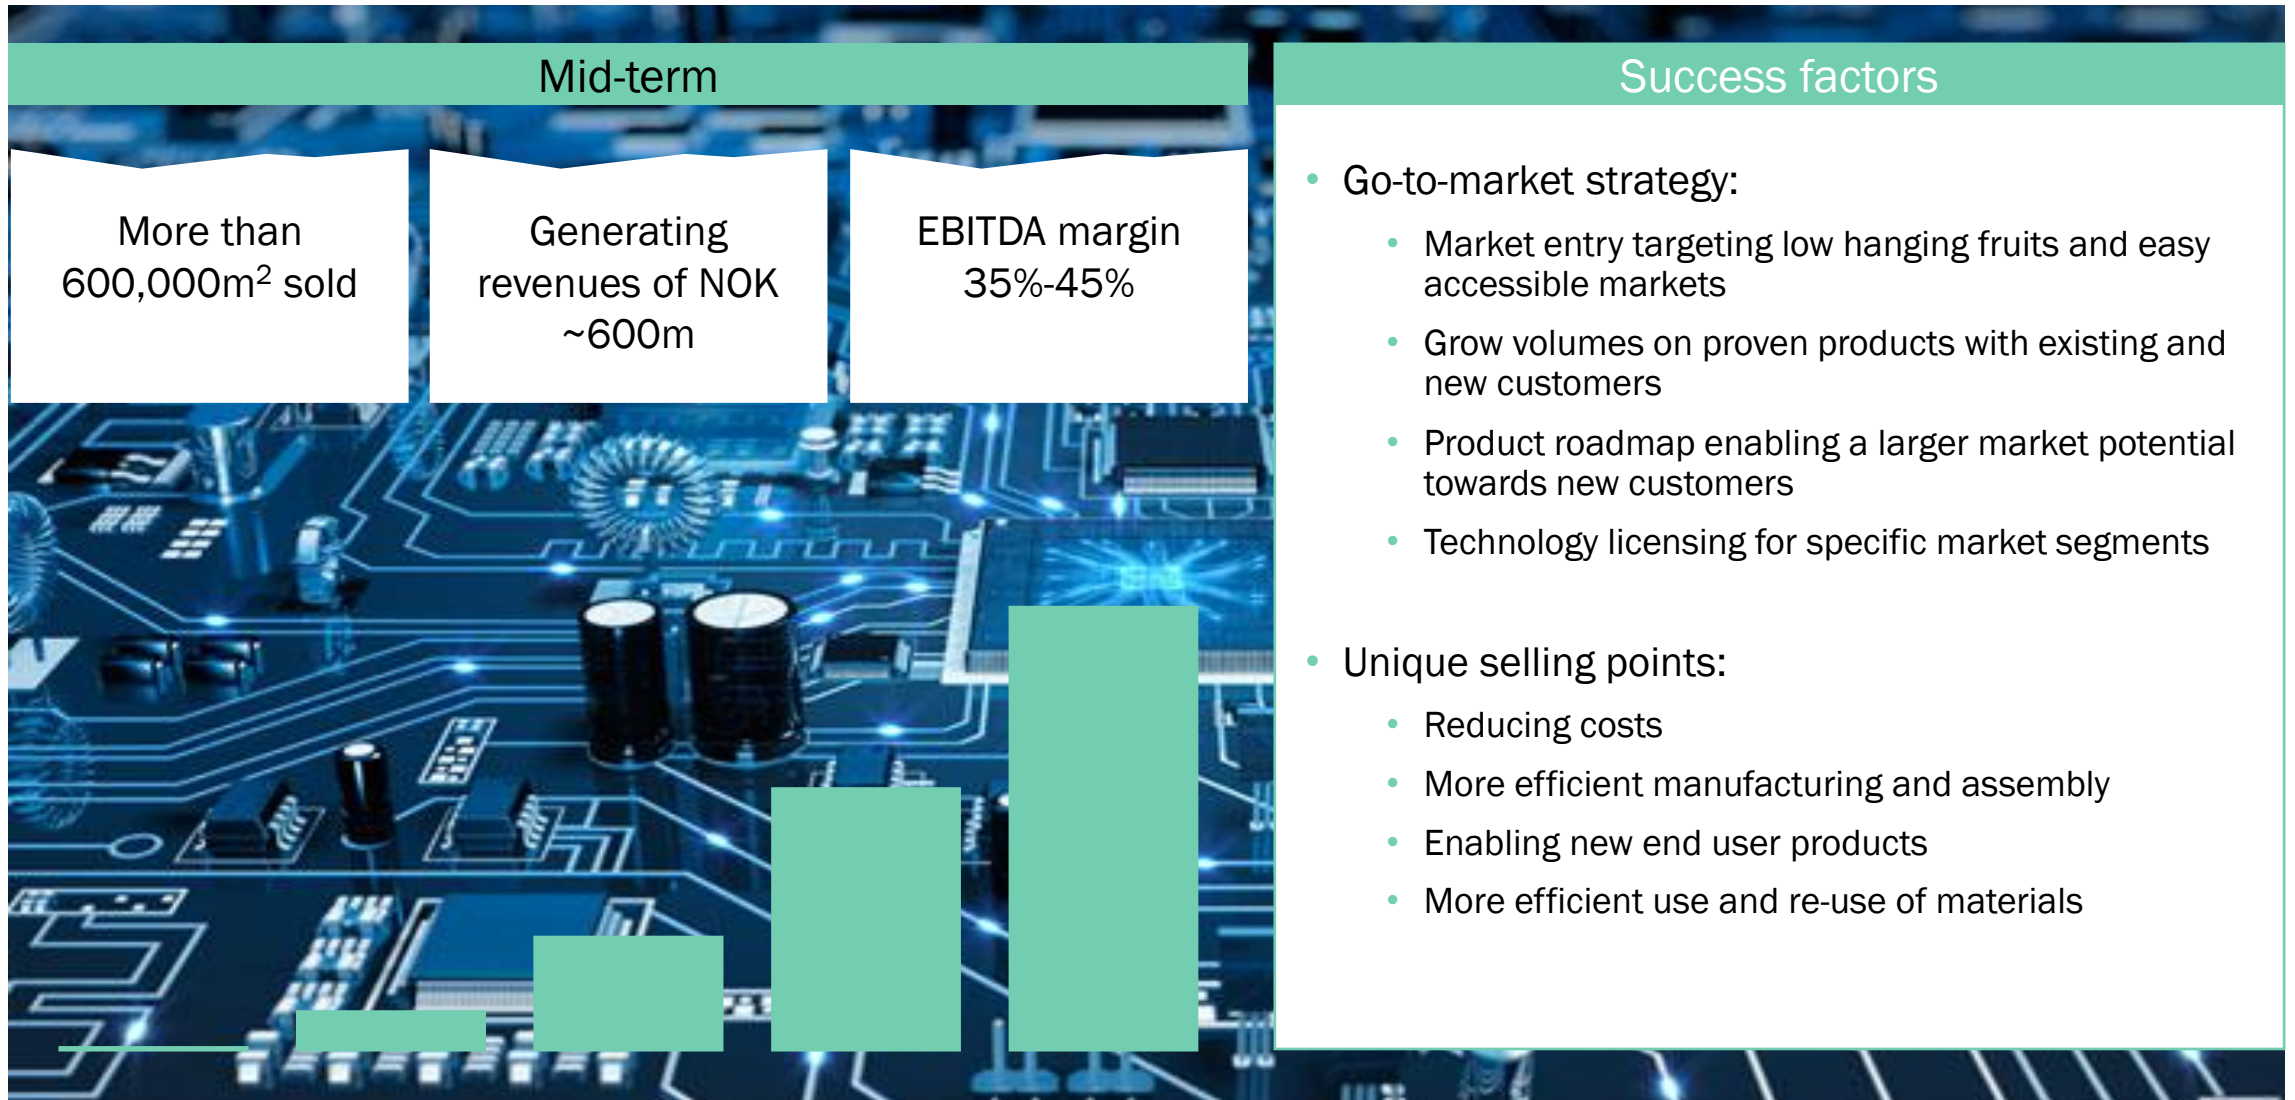 Mid-term
More than
600,000m² sold
Generating
revenues of NOK
~600m
EBITDA margin
35%-45%
Success factors
• Go-to-market strategy:
• Market entry targeting low hanging fruits and easy
accessible markets
• Grow volumes on proven products with existing and
new customers
• Product roadmap enabling a larger market potential
towards new customers
• Technology licensing for specific market segments
• Unique selling points:
• Reducing costs
• More efficient manufacturing and assembly
• Enabling new end user products
• More efficient use and re-use of materials